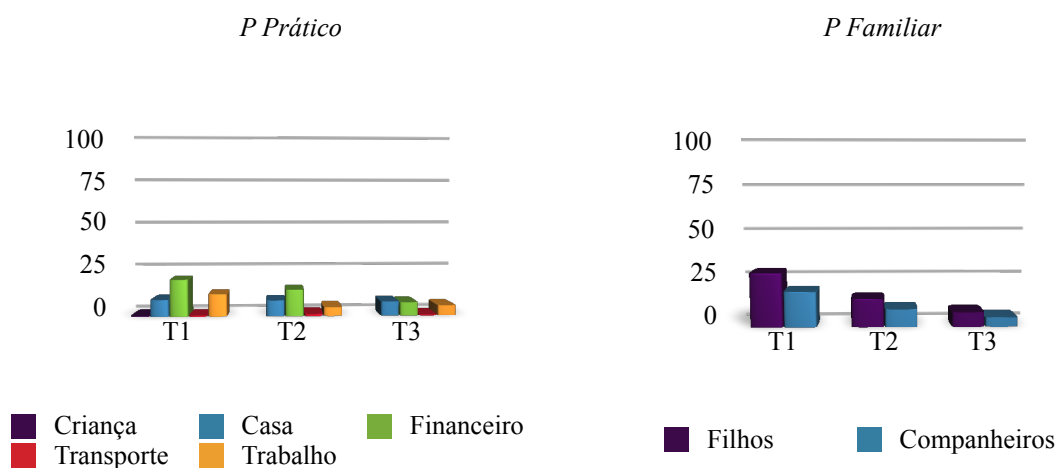 P Prático
100
75
50
25
0
T1 T2 T3
Criança Casa Financeiro
Transporte Trabalho
P Familiar
100
75
50
25
0
T1 T2 T3
Filhos Companheiros